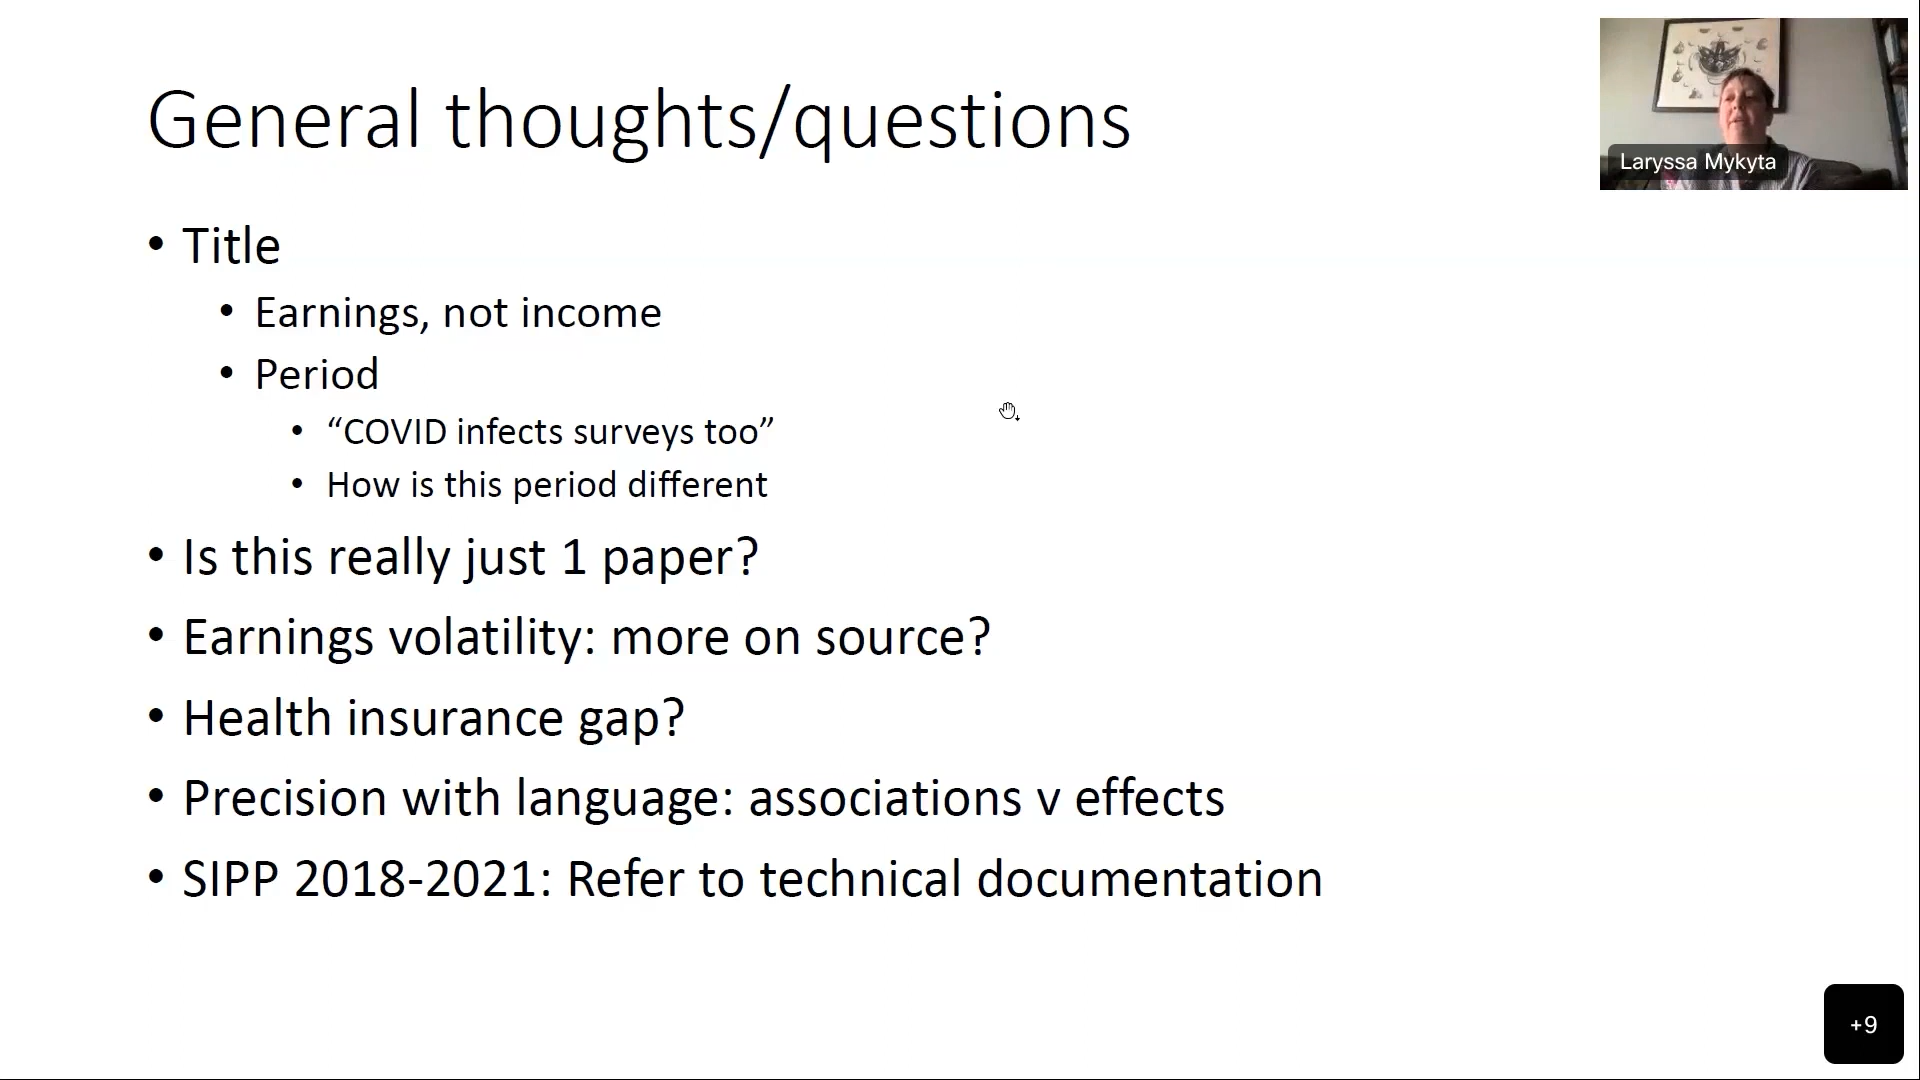 General thoughts/questions
Laryssa Mykyta
• Title
• Earnings, not income
• Period
• “COVID infects surveys too”
• How is this period different
• Is this really just 1 paper?
• Earnings volatility: more on source?
• Health insurance gap?
• Precision with language: associations v effects
• SIPP 2018-2021: Refer to technical documentation
+9